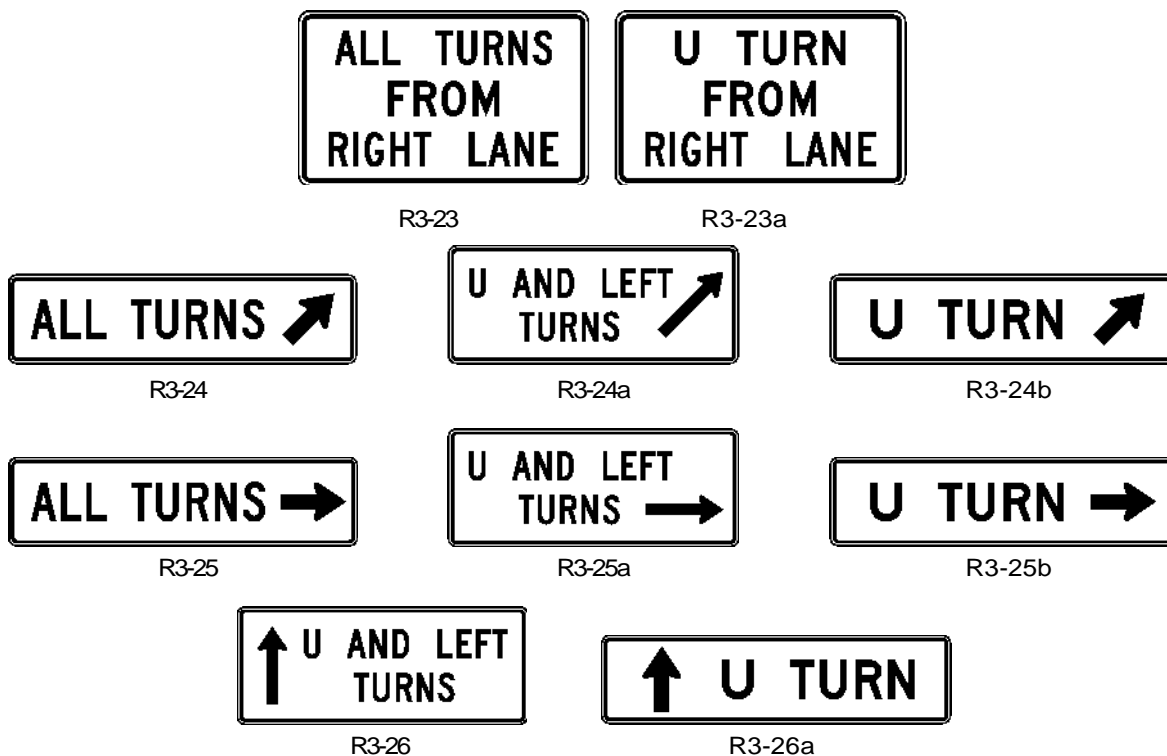 ALL TURNS
FROM
RIGHT LANE
U TURN
FROM
RIGHT LANE
R3-23
R3-23a
ALL TURNS
U AND LEFT
TURNS
U TURN
R3-24
R3-24a
R3-24b
ALL TURNS
U AND LEFT
TURNS
U TURN
R3-25
R3-25a
R3-25b
U AND LEFT
TURNS
U TURN
R3-26
R3-26a